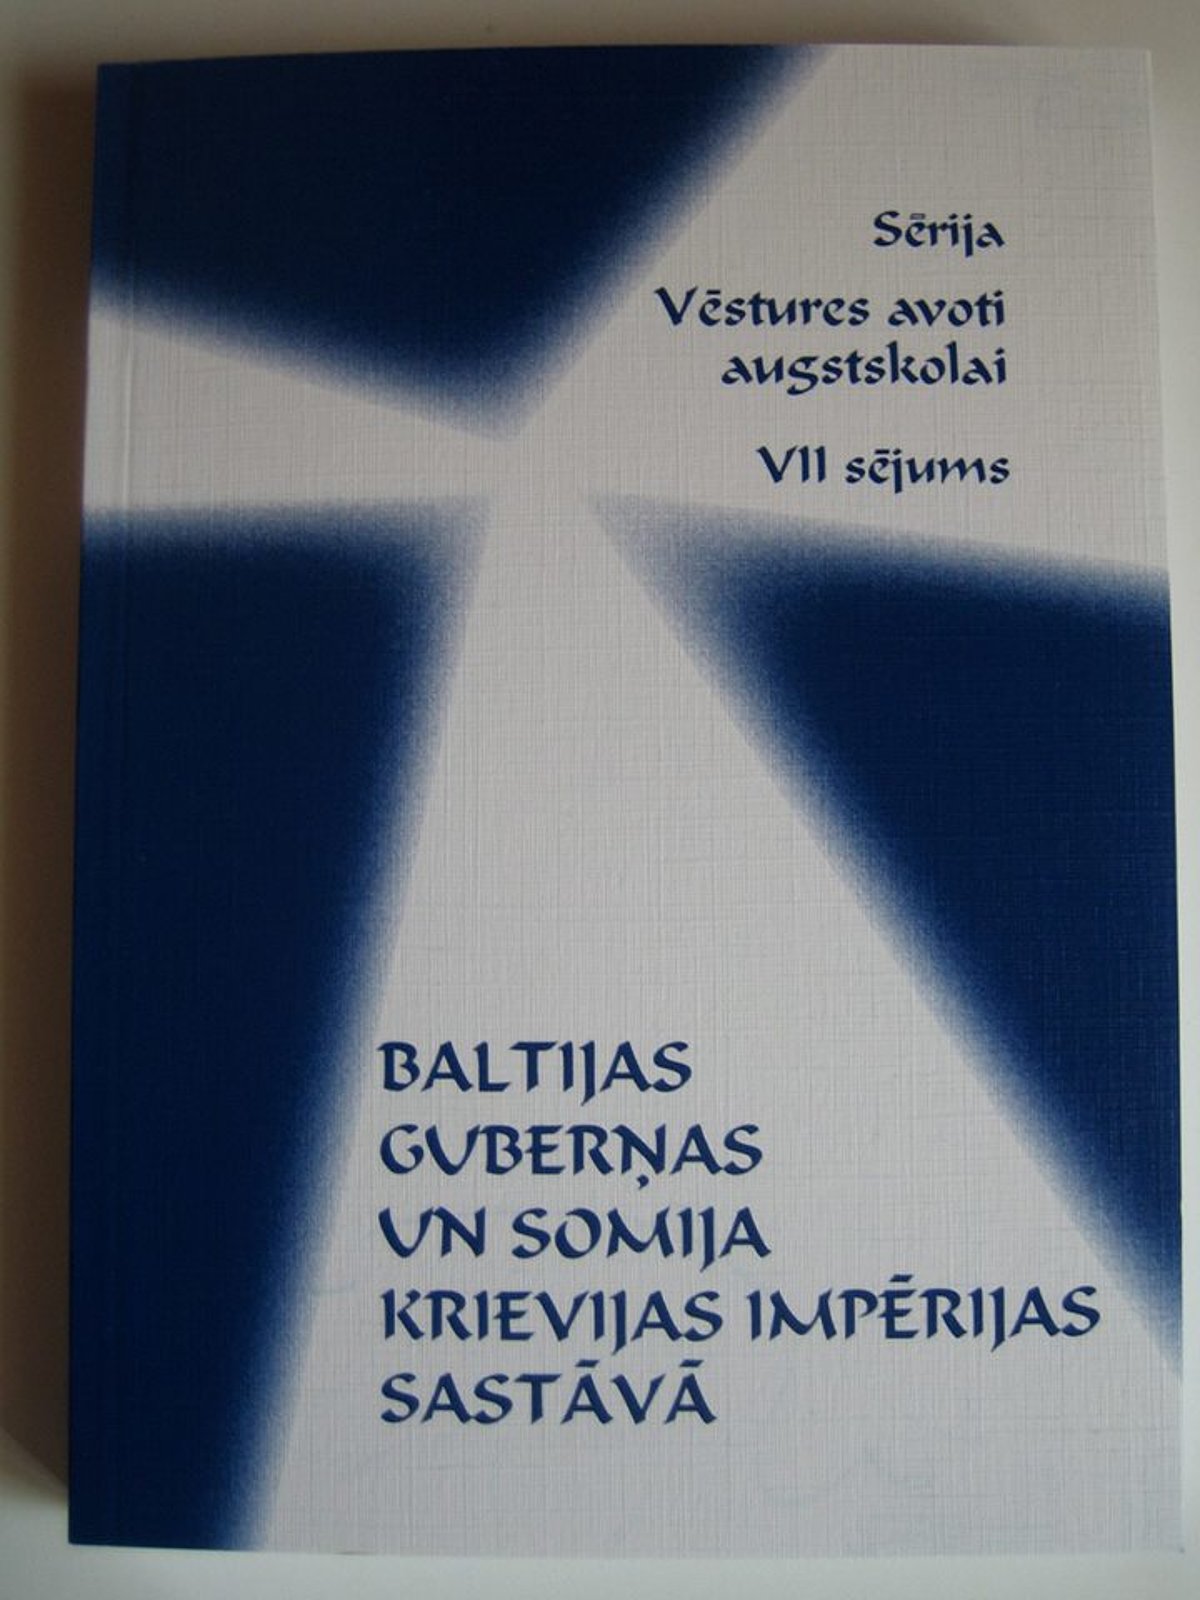 Sērija
Vēstures avoti
augstskolai
VII sējums
BALTIJAS
GUBERŅAS
UN SOMIJA
KRIEVIJAS IMPĒRIJAS
SASTĀVĀ